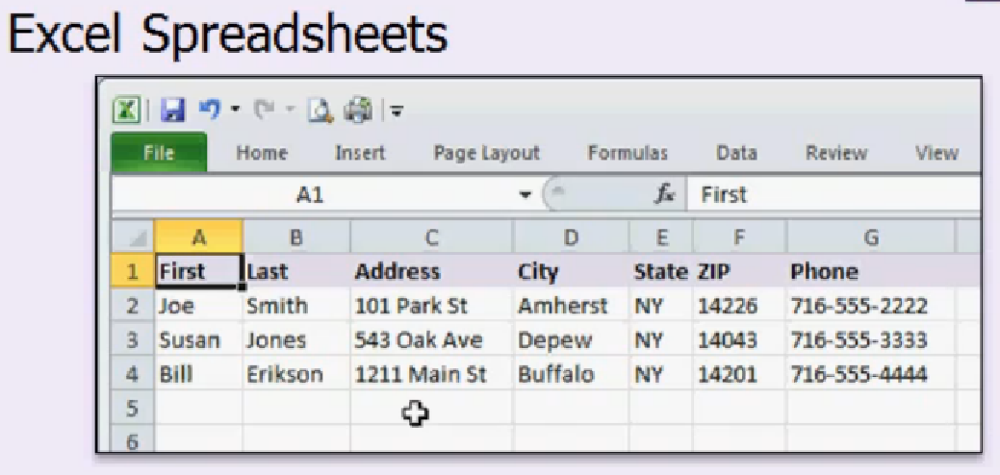 Excel Spreadsheets
File Home Insert Page Layout Formulas Data Review View
A1 fx First
A B C D E F G
1 First Last Address City State ZIP Phone
2 Joe Smith 101 Park St Amherst NY 14226 716-555-2222
3 Susan Jones 543 Oak Ave Depew NY 14043 716-555-3333
4 Bill Erikson 1211 Main St Buffalo NY 14201 716-555-4444
5
6